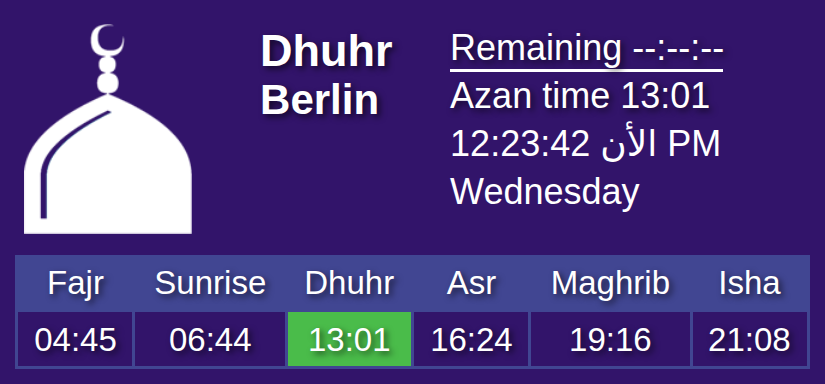 Dhuhr
Berlin
Remaining --:--:--
Azan time 13:01
12:23:42 الأن PM
Wednesday
Fajr Sunrise Dhuhr Asr Maghrib Isha
04:45 06:44 13:01 16:24 19:16 21:08